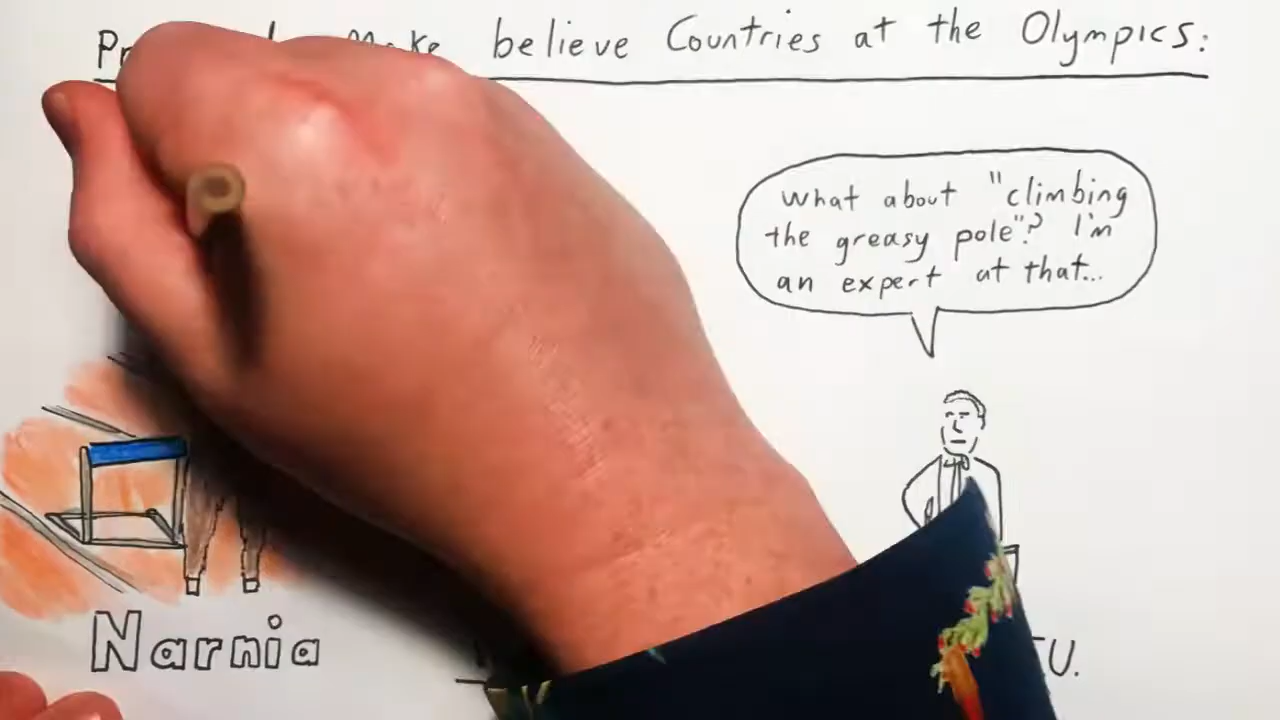 believe Countries at the Olympics:
What about "climbing
the greasy pole"? I'm
an expert at that...
Narnia